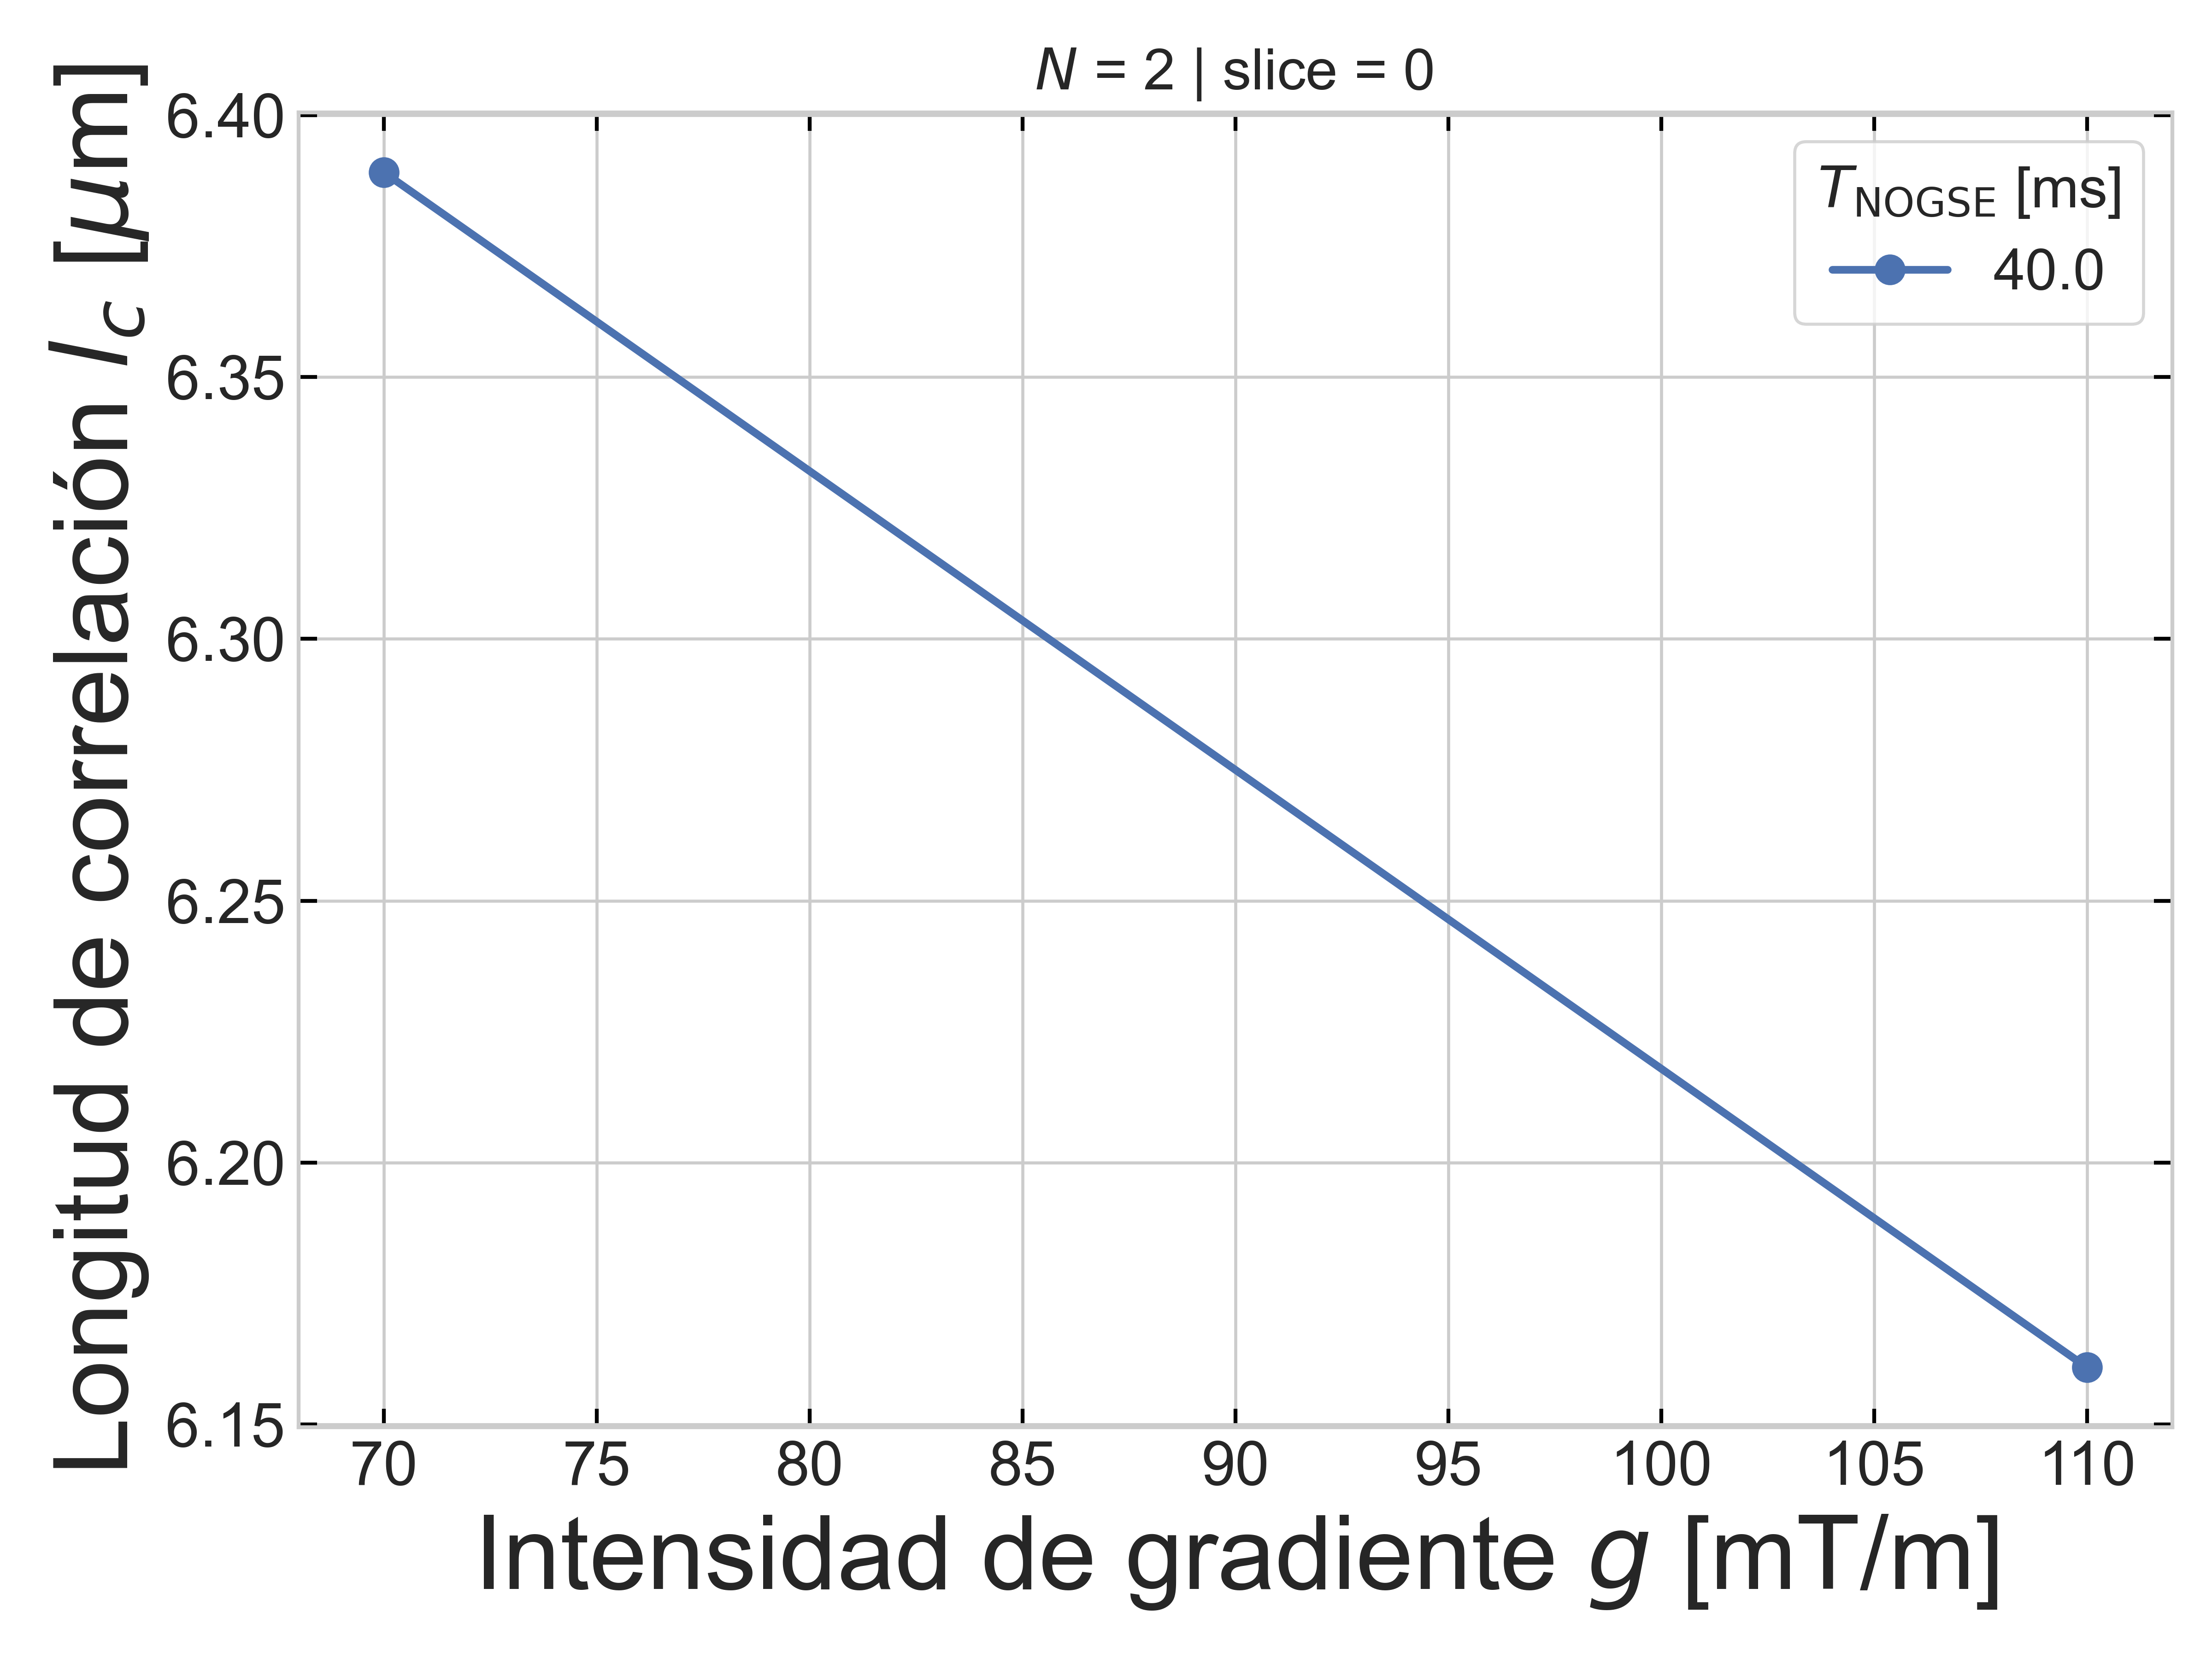 N = 2 | slice = 0
Longitud de correlación l_c [μm]
6.40
6.35
6.30
6.25
6.20
6.15
T_NOGSE [ms]
40.0
70 75 80 85 90 95 100 105 110
Intensidad de gradiente g [mT/m]